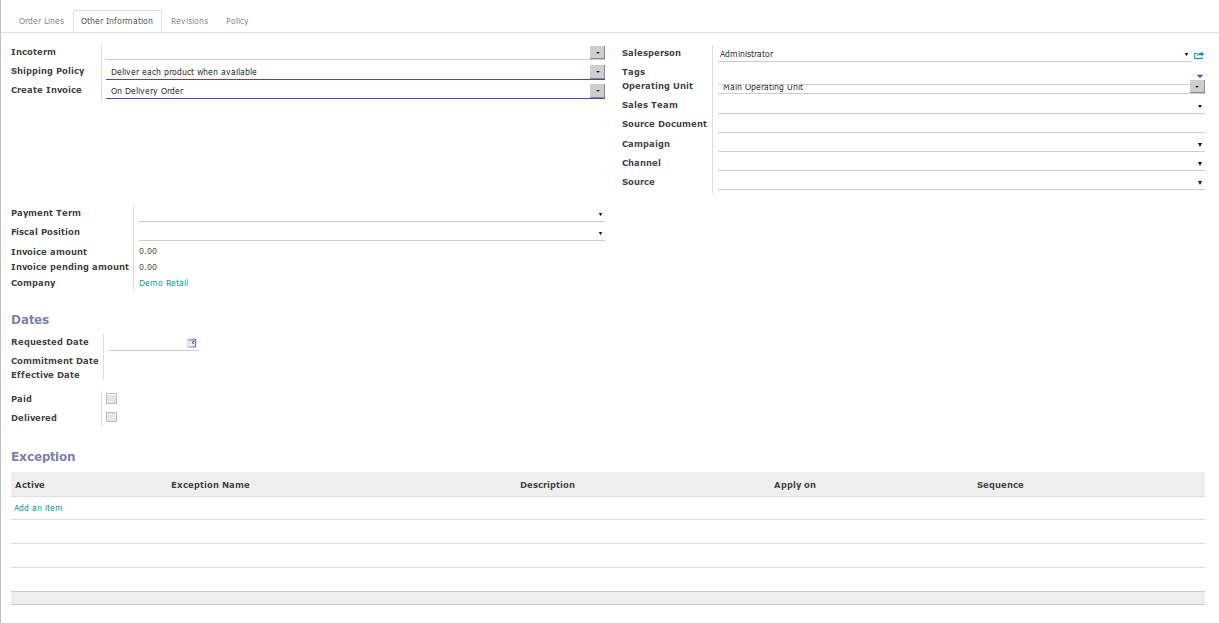 Order Lines Other Information Revisions Policy
Incoterm
Shipping Policy Deliver each product when available
Create Invoice On Delivery Order
Salesperson Administrator
Tags
Operating Unit Main Operating Unit
Sales Team
Source Document
Campaign
Channel
Source
Payment Term
Fiscal Position
Invoice amount 0.00
Invoice pending amount 0.00
Company Demo Retail
Dates
Requested Date
Commitment Date
Effective Date
Paid
Delivered
Exception
Active Exception Name Description Apply on Sequence
Add an item